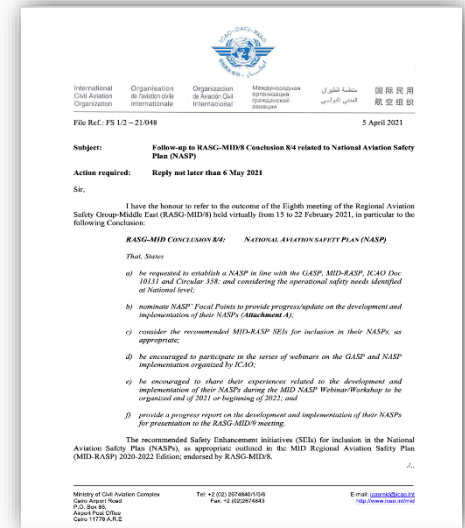 ICAO · OACI · ИКАО
International
Civil Aviation
Organization
Organisation
de l'aviation civile
internationale
Organización
de Aviación Civil
Internacional
Международная
организация
гражданской
авиации
منظمة الطيران
المدني الدولي
国际民用
航空组织
File Ref.: FS 1/2 – 21/048
5 April 2021
Subject: Follow-up to RASG-MID/8 Conclusion 8/4 related to National Aviation Safety
Plan (NASP)
Action required: Reply not later than 6 May 2021
Sir,
I have the honour to refer to the outcome of the Eighth meeting of the Regional Aviation
Safety Group-Middle East (RASG-MID/8) held virtually from 15 to 22 February 2021, in particular to the
following Conclusion:
RASG-MID CONCLUSION 8/4: NATIONAL AVIATION SAFETY PLAN (NASP)
That, States
a) be requested to establish a NASP in line with the GASP, MID-RASP, ICAO Doc
10131 and Circular 358; and considering the operational safety needs identified
at National level;
b) nominate NASP' Focal Points to provide progress/update on the development and
implementation of their NASPs (Attachment A);
c) consider the recommended MID-RASP SEIs for inclusion in their NASPs, as
appropriate;
d) be encouraged to participate in the series of webinars on the GASP and NASP
implementation organized by ICAO;
e) be encouraged to share their experiences related to the development and
implementation of their NASPs during the MID NASP Webinar/Workshop to be
organized end of 2021 or beginning of 2022; and
f) provide a progress report on the development and implementation of their NASPs
for presentation to the RASG-MID/9 meeting.
The recommended Safety Enhancement initiatives (SEIs) for inclusion in the National
Aviation Safety Plan (NASPs), as appropriate outlined in the MID Regional Aviation Safety Plan
(MID-RASP) 2020-2022 Edition; endorsed by RASG-MID/8.
/..
Ministry of Civil Aviation Complex
Cairo Airport Road
P.O. Box 85,
Airport Post Office
Cairo 11776 A.R.E
Tel: +2 (02) 2674840/1/5/6
Fax: +2 (02)2674843
E-mail: icaomid@icao.int
http://www.icao.int/mid